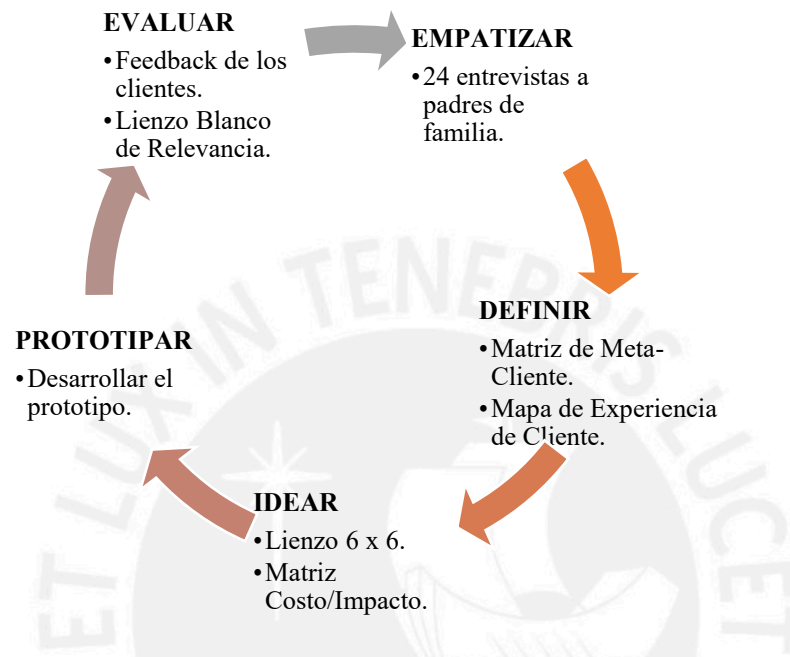 EVALUAR
•Feedback de los
clientes.
•Lienzo Blanco
de Relevancia.
EMPATIZAR
•24 entrevistas a
padres de
familia.
DEFINIR
•Matriz de Meta-
Cliente.
•Mapa de Experiencia
de Cliente.
IDEAR
•Lienzo 6 x 6.
•Matriz
Costo/Impacto.
PROTOTIPAR
•Desarrollar el
prototipo.
ET LUX IN TENEBRIS LUCET